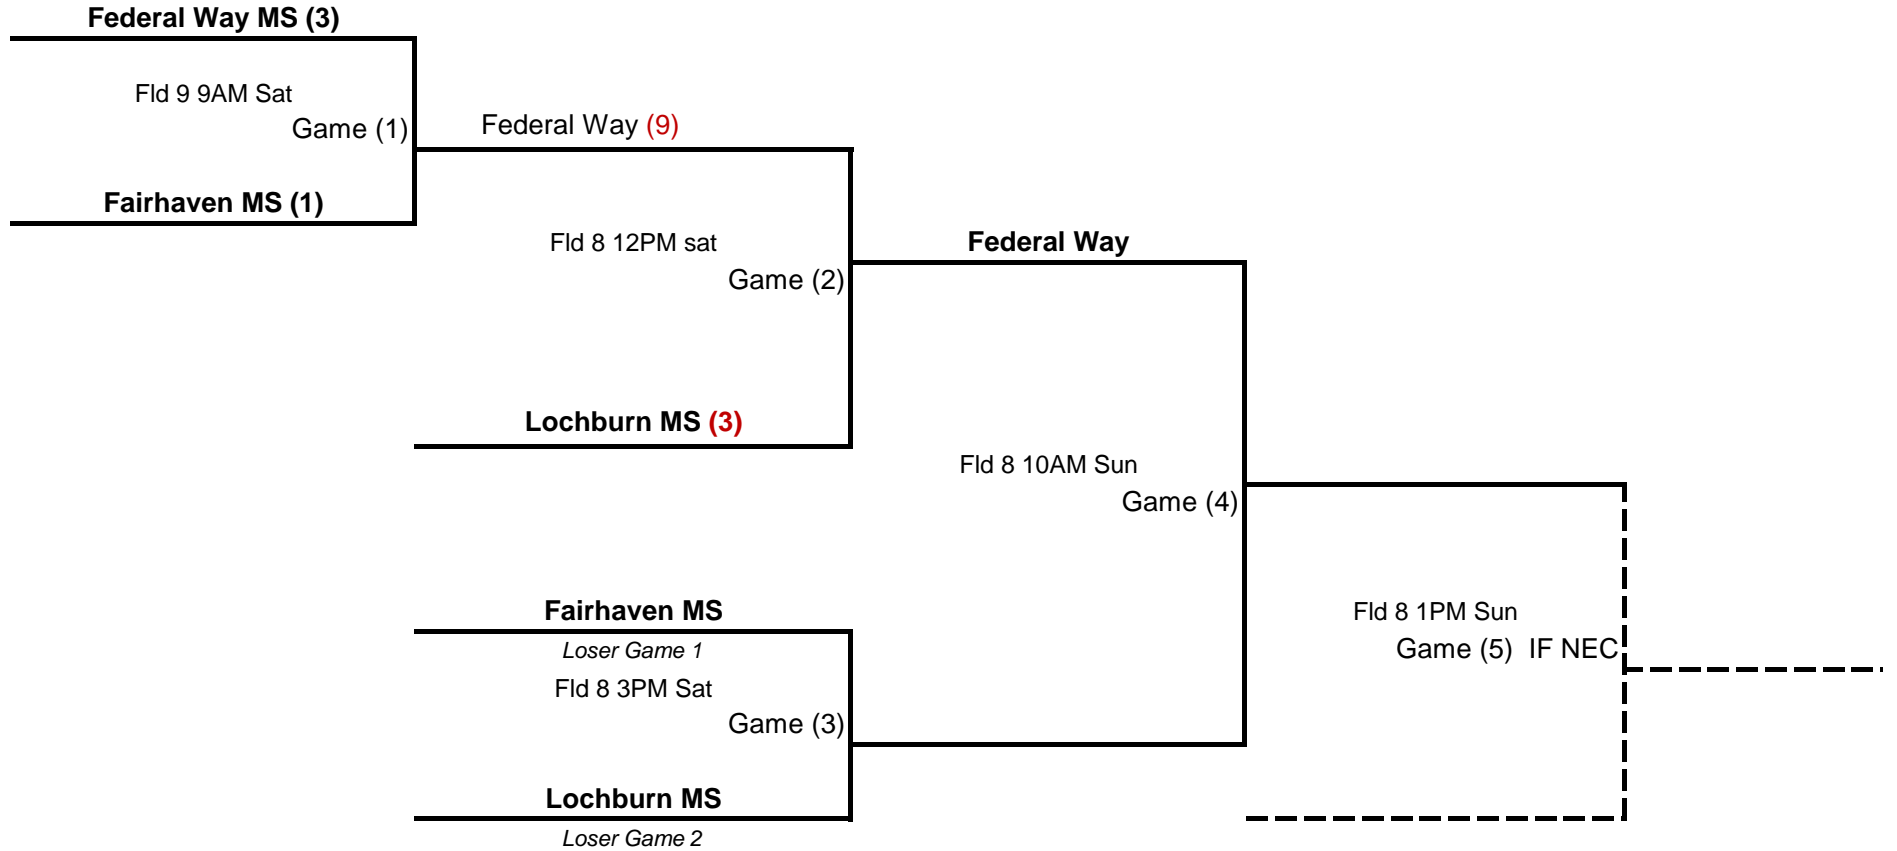 Federal Way MS (3)
Fld 9 9AM Sat
Game (1)
Federal Way (9)
Fairhaven MS (1)
Fld 8 12PM sat
Federal Way
Game (2)
Lochburn MS (3)
Fld 8 10AM Sun
Game (4)
Fairhaven MS
Loser Game 1
Fld 8 1PM Sun
Game (5) IF NEC
Fld 8 3PM Sat
Game (3)
Lochburn MS
Loser Game 2